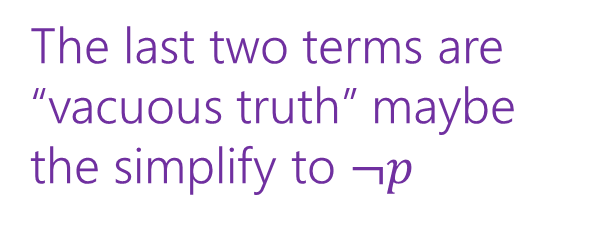 The last two terms are
“vacuous truth” maybe
the simplify to ¬𝑝